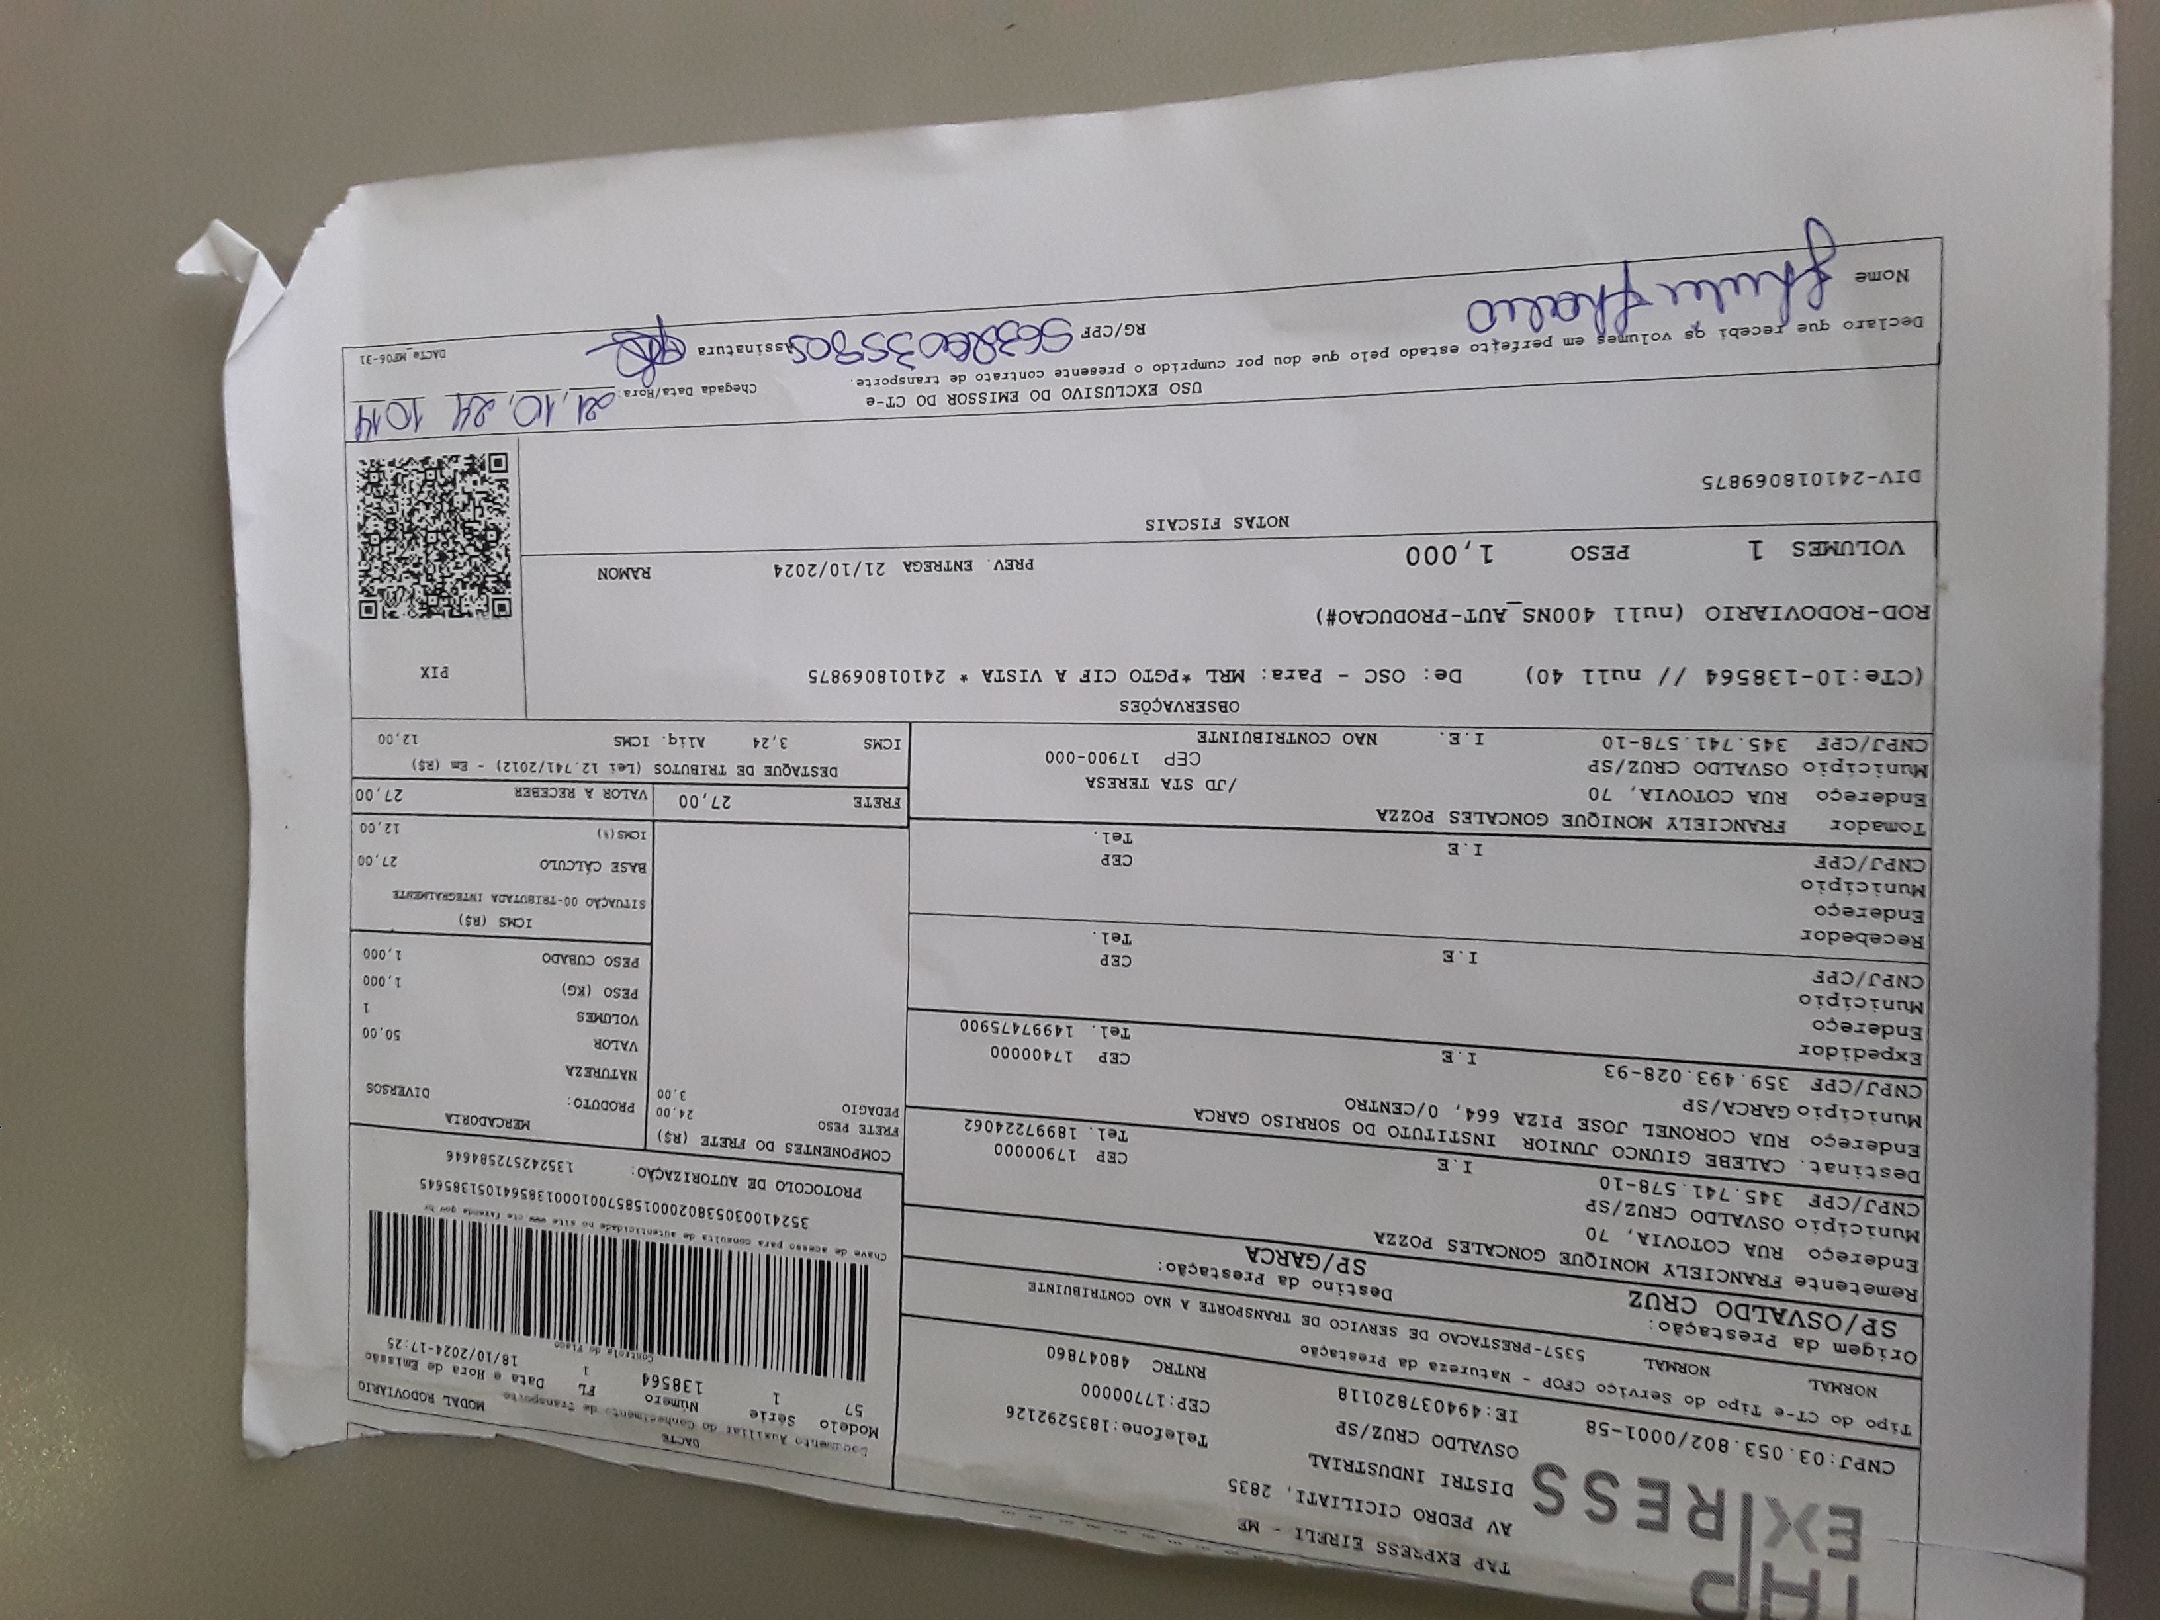 TAP
EXPRESS
TAP EXPRESS EIRELI - ME
AV PEDRO CICILIATI, 2835
DISTRI INDUSTRIAL
OSVALDO CRUZ/SP
Telefone:1835292126
CEP:17700000
CNPJ:03.053.802/0001-58
IE:494037820118
RNTRC 48047860
DACTE
Documento Auxiliar do Conhecimento de Transporte
MODAL RODOVIÁRIO
Modelo Série Número FL Data e Hora de Emissão
57 1 138564 1 18/10/2024-17:25
Controle do Fisco
Chave de acesso para consulta de autenticidade no site www cte fazenda gov br
PROTOCOLO DE AUTORIZAÇÃO: 135242572584646
Tipo do CT-e Tipo do Serviço CFOP - Natureza da Prestação
NORMAL NORMAL 5357-PRESTACAO DE SERVICO DE TRANSPORTE A NAO CONTRIBUINTE
Origem da Prestação: Destino da Prestação:
SP/OSVALDO CRUZ SP/GARCA
Remetente FRANCIELY MONIQUE GONCALES POZZA
Endereço RUA COTOVIA, 70
Município OSVALDO CRUZ/SP CEP 17900000
CNPJ/CPF 345.741.578-10 I.E Tel. 18997224062
Destinat. CALEBE GIUNCO JUNIOR INSTITUTO DO SORRISO GARCA
Endereço RUA CORONEL JOSE PIZA 664, 0/CENTRO
Município GARCA/SP CEP 17400000
CNPJ/CPF 359.493.028-93 I.E Tel. 14997475900
Expedidor
Endereço
Município CEP
CNPJ/CPF I.E Tel.
Recebedor
Endereço
Município CEP
CNPJ/CPF I.E Tel.
Tomador FRANCIELY MONIQUE GONCALES POZZA
Endereço RUA COTOVIA, 70 /JD STA TERESA
Município OSVALDO CRUZ/SP CEP 17900-000
CNPJ/CPF 345.741.578-10 I.E. NAO CONTRIBUINTE
COMPONENTES DO FRETE (R$)
FRETE PESO 24,00
PEDAGIO 3,00
MERCADORIA
PRODUTO: DIVERSOS
NATUREZA
VALOR 50,00
VOLUMES 1
PESO (KG) 1,000
PESO CUBADO 1,000
ICMS (R$)
SITUAÇÃO 00-TRIBUTADA INTEGRALMENTE
BASE CÁLCULO 27,00
ICMS(%) 12,00
FRETE 27,00 VALOR A RECEBER 27,00
DESTAQUE DE TRIBUTOS (Lei 12.741/2012) - Em (R$)
ICMS 3,24 Aliq. ICMS 12,00
OBSERVAÇÕES
(CTe:10-138564 // null 40) De: OSC - Para: MRL *PGTO CIF A VISTA * 241018069875
ROD-RODOVIARIO (null 400NS_AUT-PRODUCAO#)
PIX
VOLUMES 1 PESO 1,000 PREV. ENTREGA 21/10/2024 RAMON
NOTAS FISCAIS
DIV-241018069875
USO EXCLUSIVO DO EMISSOR DO CT-e
Chegada Data/Hora: 21,10,24 1014
Declaro que recebi os volumes em perfeito estado pelo que dou por cumprido o presente contrato de transporte.
Nome
RG/CPF
Assinatura
DACTe_MF06-31